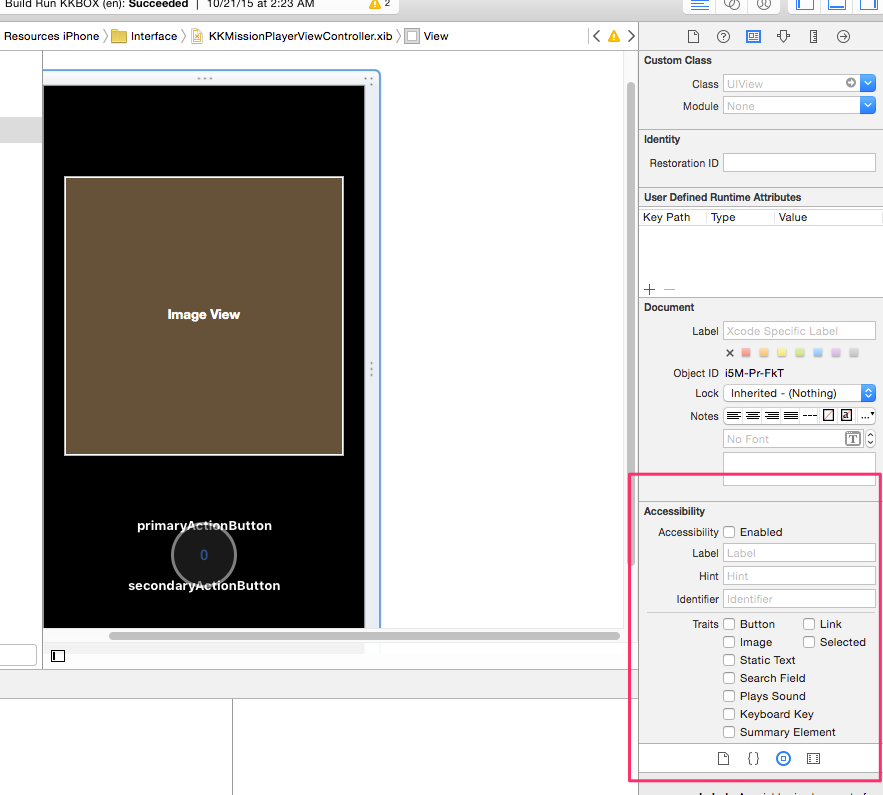 Build Run KKBOX (en): Succeeded | 10/21/15 at 2:23 AM 2
Resources iPhone Interface KKMissionPlayerViewController.xib View
Custom Class
Class UIView
Module None
Identity
Restoration ID
User Defined Runtime Attributes
Key Path Type Value
Image View
Document
Label Xcode Specific Label
Object ID i5M-Pr-FkT
Lock Inherited - (Nothing)
Notes
No Font
primaryActionButton
0
secondaryActionButton
Accessibility
Accessibility Enabled
Label Label
Hint Hint
Identifier Identifier
Traits Button Link
Image Selected
Static Text
Search Field
Plays Sound
Keyboard Key
Summary Element